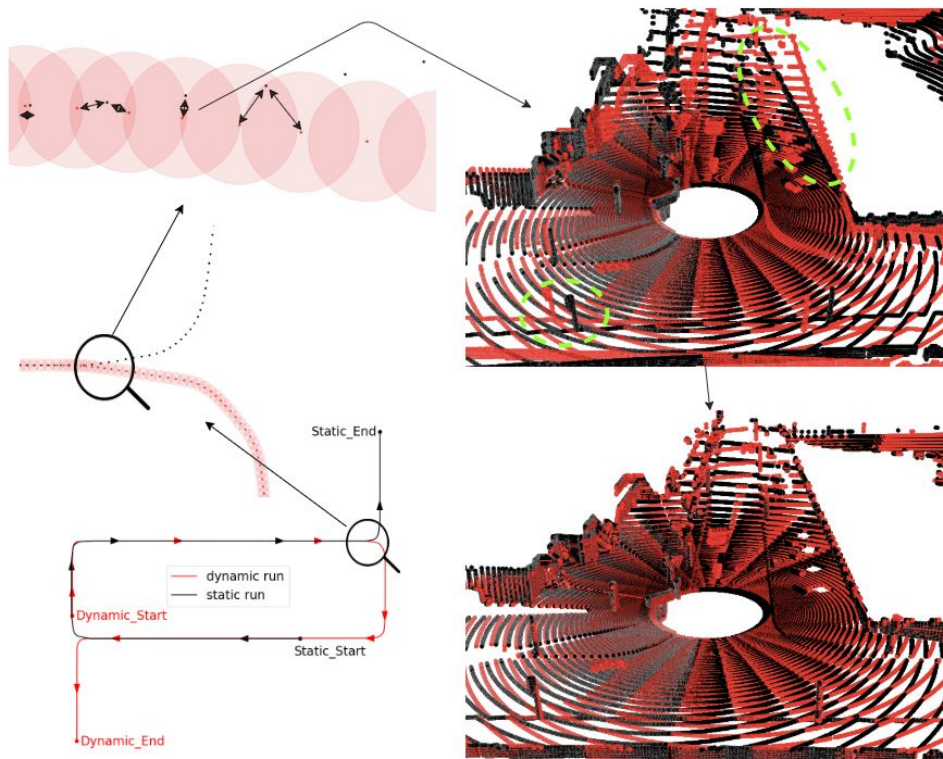 Static_End
dynamic run
static run
Dynamic_Start
Static_Start
Dynamic_End